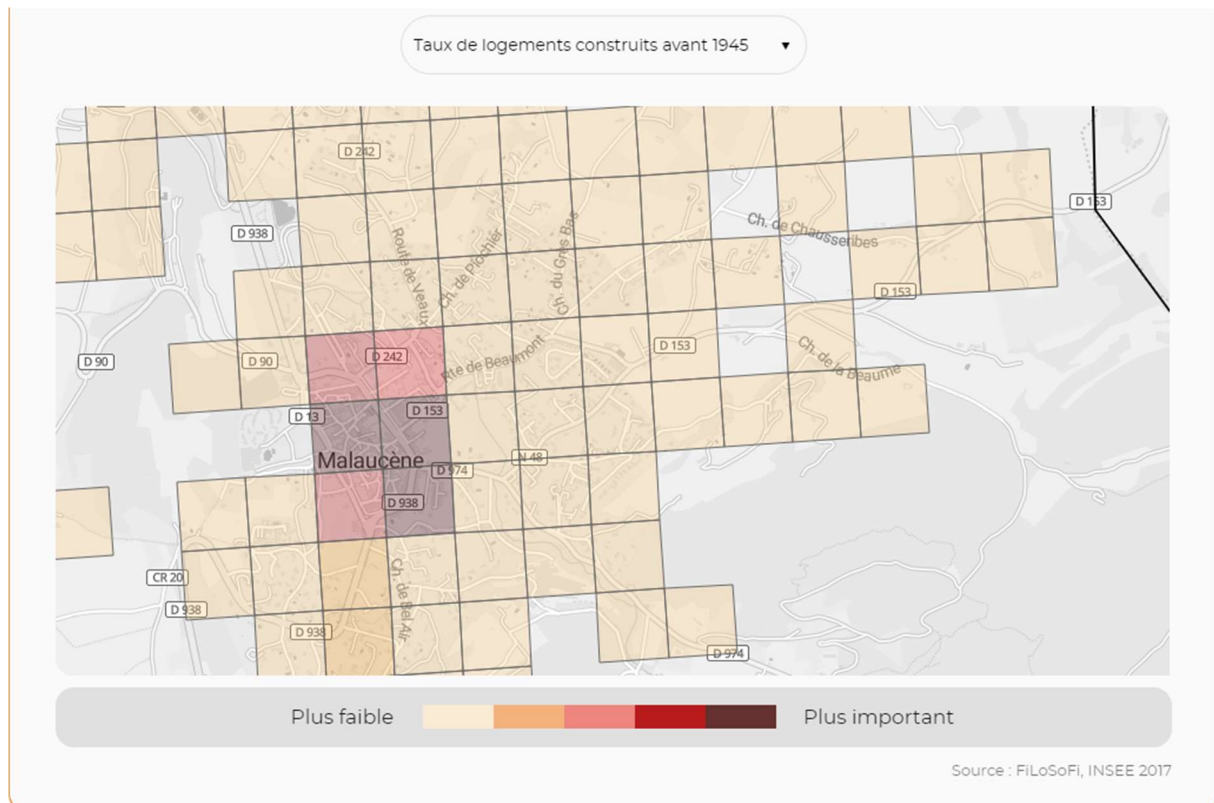 Taux de logements construits avant 1945
D 242
D 153
D 938
Ch. de Chausseribes
Route de Veaux
Ch. de Piochier
Ch. du Gres Bas
D 153
D 90
D 90
D 242
Rte de Beaumont
D 153
Ch. de la Beaume
D 13
D 153
Malaucène
D 974
N 48
D 938
CR 20
D 938
Ch. de Bel Air
D 938
D 974
Plus faible
Plus important
Source : FiLoSoFi, INSEE 2017